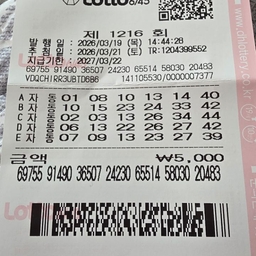 Lotto 6/45
제 1216 회
발 행 일 : 2026/03/19 (목) 14:44:28
추 첨 일 : 2026/03/21 (토) TR:1204399552
지급기한 : 2027/03/22
69755 91490 36507 24230 65514 58030 20483
VDQCHIRR3UBTD686 141105530/0000007377
A 자동 01 08 10 13 14 40
B 자동 10 15 23 24 33 42
C 자동 02 03 13 26 34 44
D 자동 06 13 22 26 27 42
E 자동 07 09 13 23 27 39
금액 ₩5,000
69755 91490 36507 24230 65514 58030 20483